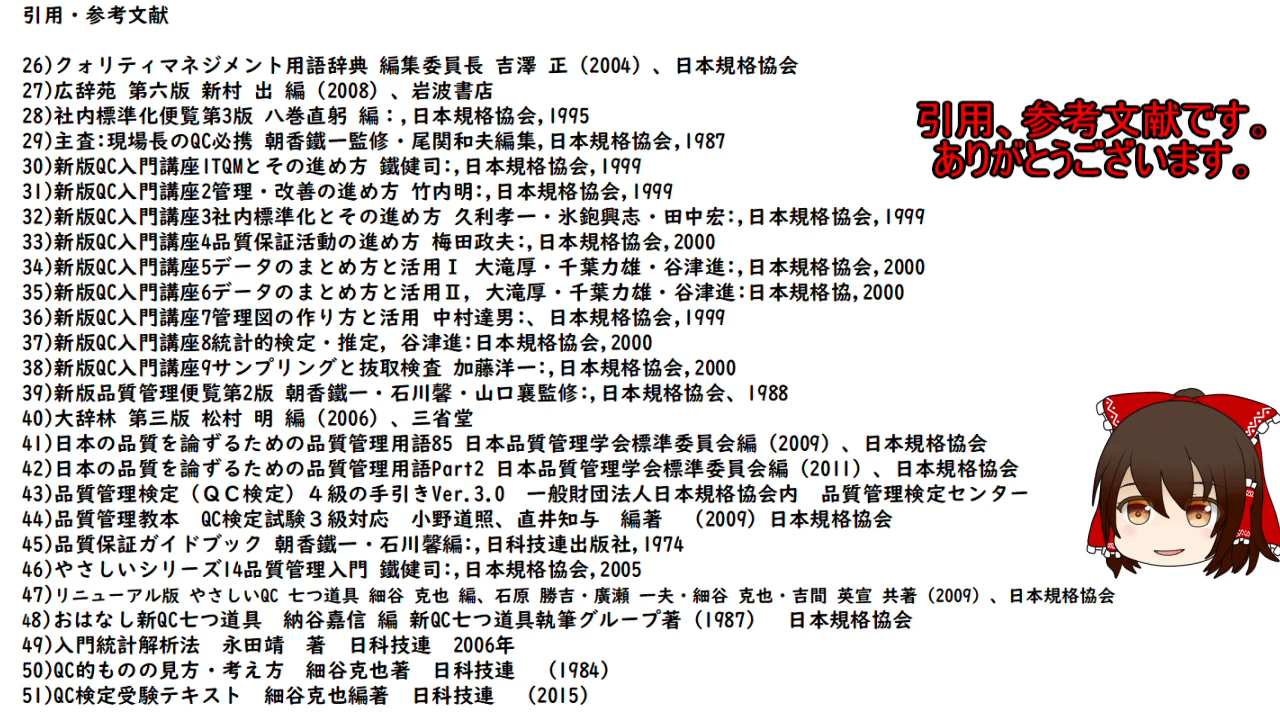 引用・参考文献
26)クォリティマネジメント用語辞典 編集委員長 吉澤 正（2004）、日本規格協会
27)広辞苑 第六版 新村 出 編（2008）、岩波書店
28)社内標準化便覧第3版 八巻直躬 編：,日本規格協会,1995
29)主査:現場長のQC必携 朝香鐵一監修・尾関和夫編集,日本規格協会,1987
30)新版QC入門講座1TQMとその進め方 鐵健司:,日本規格協会,1999
31)新版QC入門講座2管理・改善の進め方 竹内明:,日本規格協会,1999
32)新版QC入門講座3社内標準化とその進め方 久利孝一・氷鉋興志・田中宏:,日本規格協会,1999
33)新版QC入門講座4品質保証活動の進め方 梅田政夫:,日本規格協会,2000
34)新版QC入門講座5データのまとめ方と活用Ⅰ 大滝厚・千葉力雄・谷津進:,日本規格協会,2000
35)新版QC入門講座6データのまとめ方と活用Ⅱ, 大滝厚・千葉力雄・谷津進:日本規格協,2000
36)新版QC入門講座7管理図の作り方と活用 中村達男:、日本規格協会,1999
37)新版QC入門講座8統計的検定・推定, 谷津進:日本規格協会,2000
38)新版QC入門講座9サンプリングと抜取検査 加藤洋一:,日本規格協会,2000
39)新版品質管理便覧第2版 朝香鐵一・石川馨・山口襄監修:,日本規格協会、1988
40)大辞林 第三版 松村 明 編（2006）、三省堂
41)日本の品質を論ずるための品質管理用語85 日本品質管理学会標準委員会編（2009）、日本規格協会
42)日本の品質を論ずるための品質管理用語Part2 日本品質管理学会標準委員会編（2011）、日本規格協会
43)品質管理検定（ＱＣ検定）４級の手引きVer.3.0　一般財団法人日本規格協会内　品質管理検定センター
44)品質管理教本　QC検定試験３級対応　小野道照、直井知与　編著　（2009）日本規格協会
45)品質保証ガイドブック 朝香鐵一・石川馨編:,日科技連出版社,1974
46)やさしいシリーズ14品質管理入門 鐵健司:,日本規格協会,2005
47)リニューアル版 やさしいQC 七つ道具 細谷 克也 編、石原 勝吉・廣瀬 一夫・細谷 克也・吉間 英宣 共著（2009）、日本規格協会
48)おはなし新QC七つ道具　納谷嘉信 編 新QC七つ道具執筆グループ著（1987）　日本規格協会
49)入門統計解析法　永田靖　著　日科技連　2006年
50)QC的ものの見方・考え方　細谷克也著　日科技連　（1984）
51)QC検定受験テキスト　細谷克也編著　日科技連　（2015）
引用、参考文献です。
ありがとうございます。